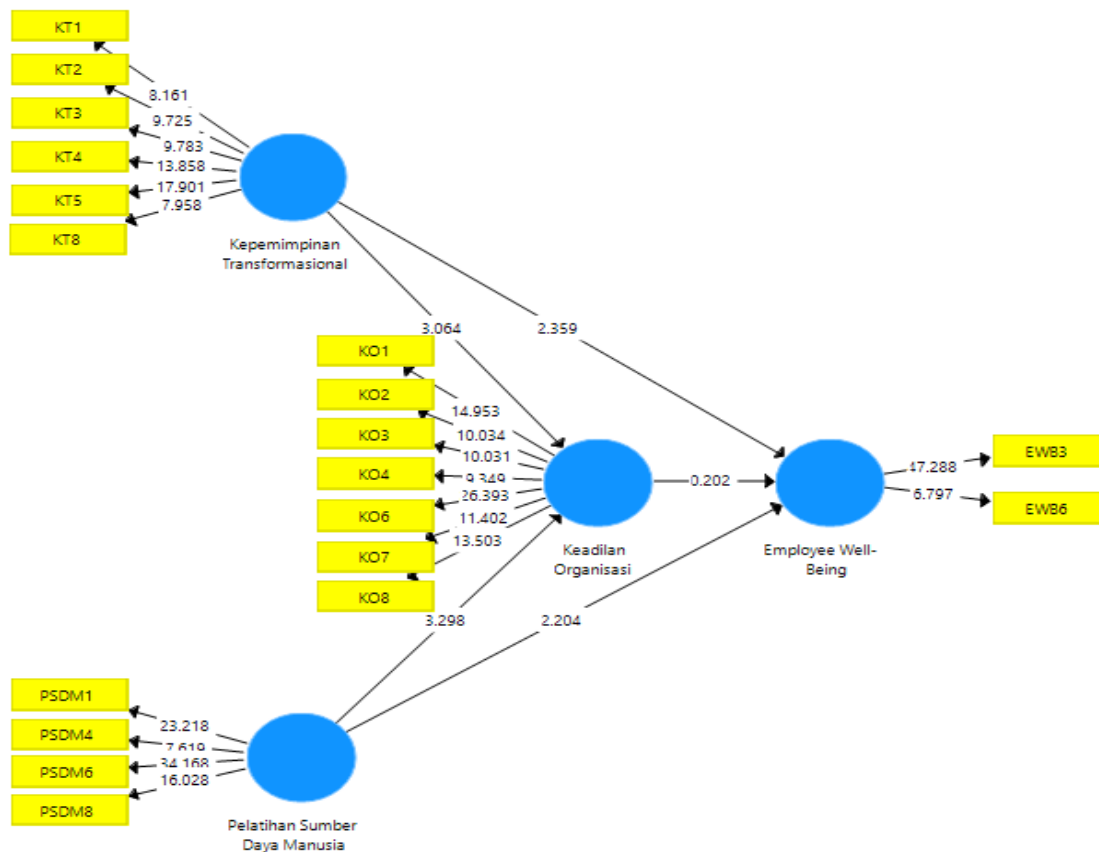 KT1
KT2
KT3
KT4
KT5
KT8
8.161
9.725
9.783
13.858
17.901
7.958
Kepemimpinan
Transformasional
3.064
2.359
KO1
KO2
KO3
KO4
KO6
KO7
KO8
14.953
10.034
10.031
9.349
26.393
11.402
13.503
Keadilan
Organisasi
0.202
Employee Well-
Being
47.288
6.797
EWB3
EWB6
3.298
2.204
PSDM1
PSDM4
PSDM6
PSDM8
23.218
7.619
34.168
16.028
Pelatihan Sumber
Daya Manusia